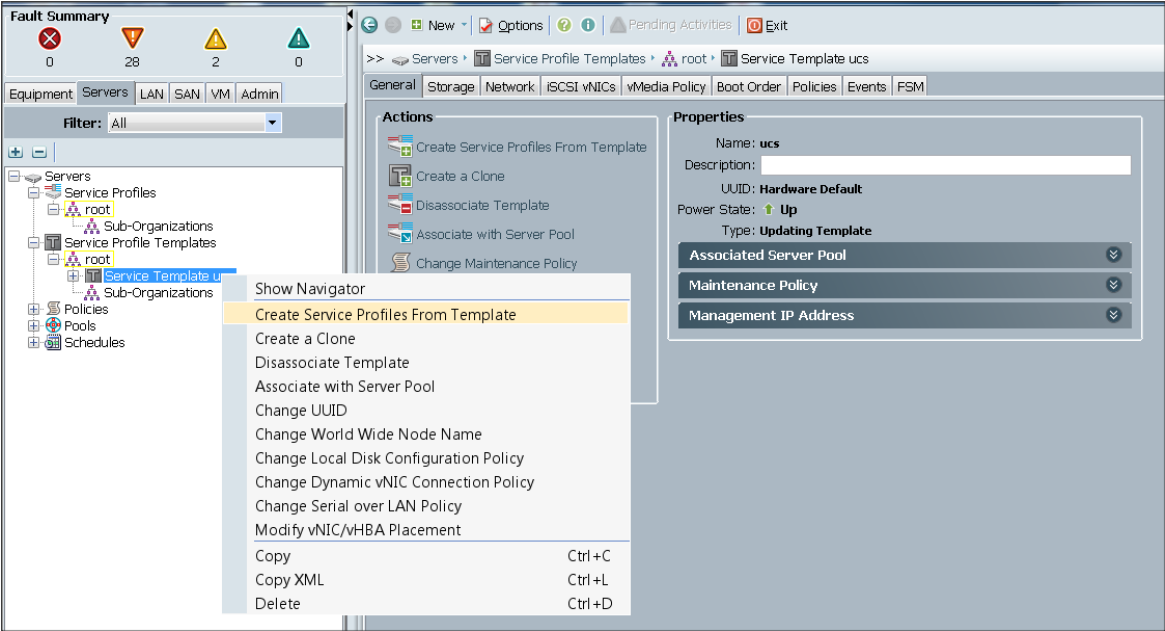 Fault Summary
0 28 2 0
Equipment Servers LAN SAN VM Admin
Filter: All
Servers
Service Profiles
root
Sub-Organizations
Service Profile Templates
root
Service Template u
Sub-Organizations
Policies
Pools
Schedules
New Options Pending Activities Exit
>> Servers Service Profile Templates root Service Template ucs
General Storage Network iSCSI vNICs vMedia Policy Boot Order Policies Events FSM
Actions
Create Service Profiles From Template
Create a Clone
Disassociate Template
Associate with Server Pool
Change Maintenance Policy
Properties
Name: ucs
Description:
UUID: Hardware Default
Power State: Up
Type: Updating Template
Associated Server Pool
Maintenance Policy
Management IP Address
Show Navigator
Create Service Profiles From Template
Create a Clone
Disassociate Template
Associate with Server Pool
Change UUID
Change World Wide Node Name
Change Local Disk Configuration Policy
Change Dynamic vNIC Connection Policy
Change Serial over LAN Policy
Modify vNIC/vHBA Placement
Copy Ctrl+C
Copy XML Ctrl+L
Delete Ctrl+D